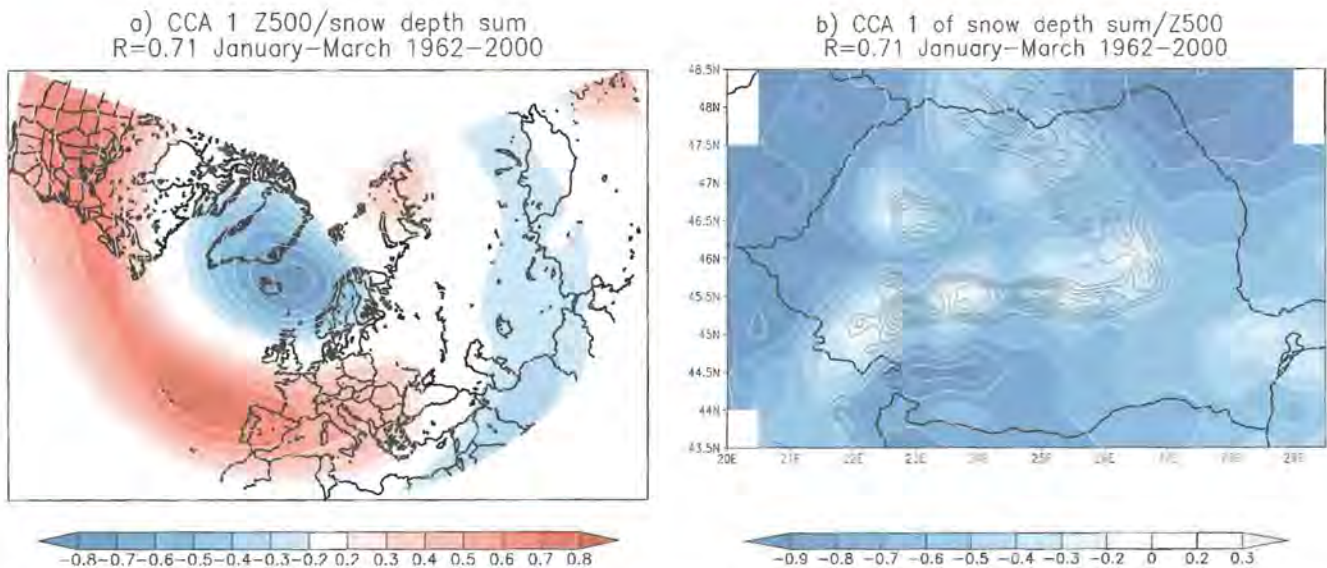 a) CCA 1 Z500/snow depth sum
R=0.71 January-March 1962-2000
-0.8 -0.7 -0.6 -0.4 -0.3 -0.2 0.2 0.3 0.4 0.5 0.6 0.7 0.8
b) CCA 1 of snow depth sum/Z500
R=0.71 January-March 1962-2000
48.5N
48N
47.5N
47N
46.5N
46N
45.5N
45N
44.5N
44N
43.5N
20E 21E 22E 23E 24E 25E 26E 27E 28E
-0.9 -0.7 -0.6 -0.5 -0.4 -0.3 -0.2 0 0.2 0.3